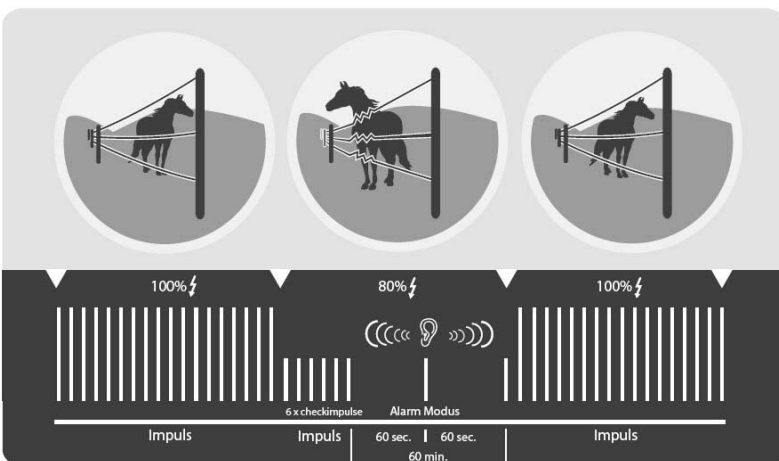 100% 80% 100%
6 x checkimpulse Alarm Modus
Impuls Impuls 60 sec. 60 sec. Impuls
60 min.